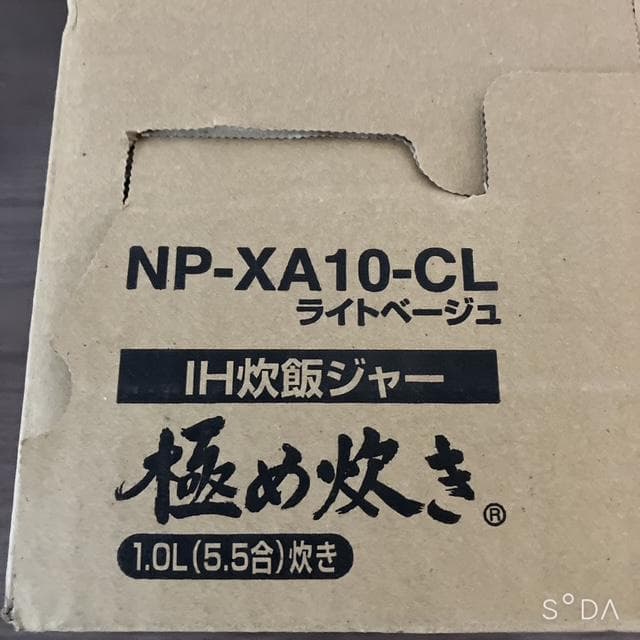 NP-XA10-CL
ライトベージュ
IH炊飯ジャー
極め炊き®
1.0L(5.5合)炊き
S°DA